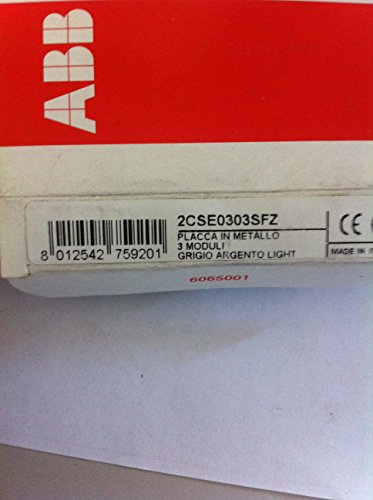 ABB
2CSE0303SFZ
PLACCA IN METALLO
3 MODULI
GRIGIO ARGENTO LIGHT
8 012542 759201
CE
MADE IN
6065001